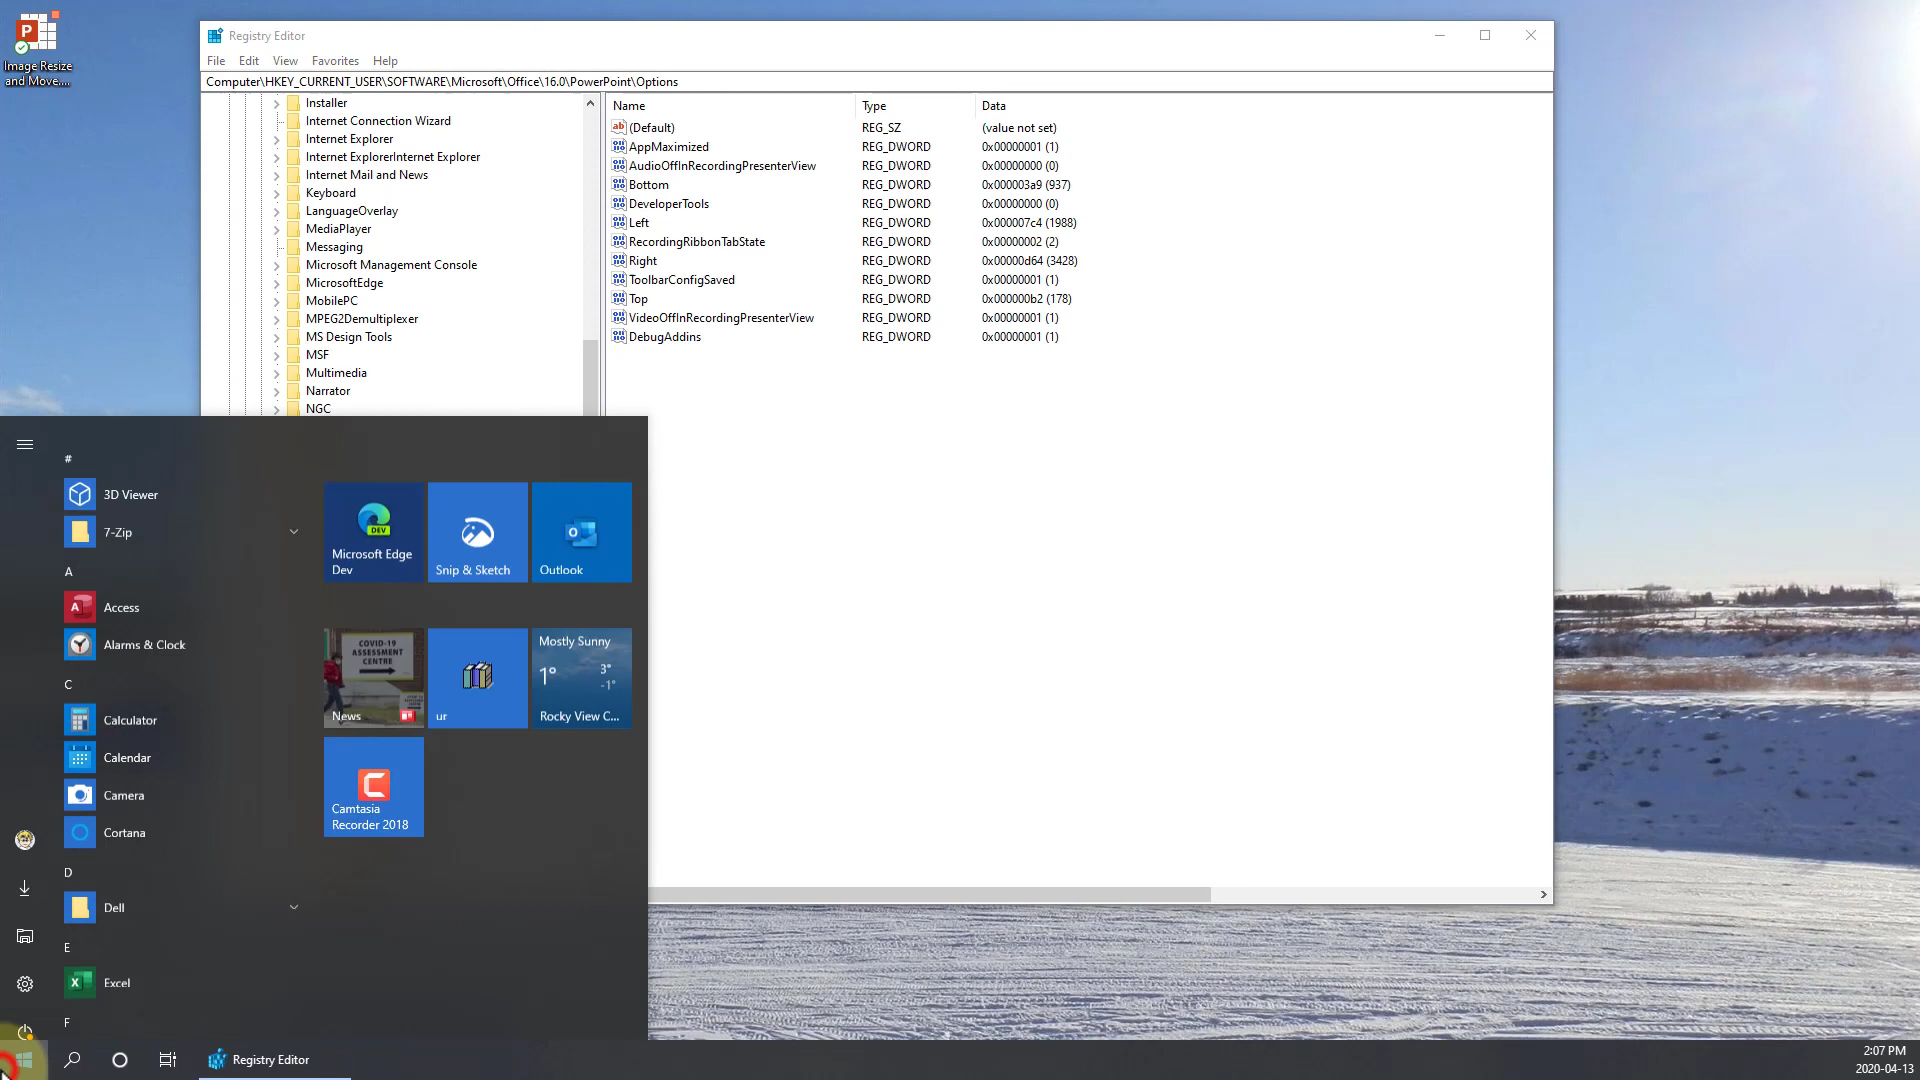 Image Resize
and Move....
Registry Editor
File Edit View Favorites Help
Computer\HKEY_CURRENT_USER\SOFTWARE\Microsoft\Office\16.0\PowerPoint\Options
Installer
Internet Connection Wizard
Internet Explorer
Internet ExplorerInternet Explorer
Internet Mail and News
Keyboard
LanguageOverlay
MediaPlayer
Messaging
Microsoft Management Console
MicrosoftEdge
MobilePC
MPEG2Demultiplexer
MS Design Tools
MSF
Multimedia
Narrator
NGC
Name Type Data
(Default) REG_SZ (value not set)
AppMaximized REG_DWORD 0x00000001 (1)
AudioOffInRecordingPresenterView REG_DWORD 0x00000000 (0)
Bottom REG_DWORD 0x000003a9 (937)
DeveloperTools REG_DWORD 0x00000000 (0)
Left REG_DWORD 0x000007c4 (1988)
RecordingRibbonTabState REG_DWORD 0x00000002 (2)
Right REG_DWORD 0x00000d64 (3428)
ToolbarConfigSaved REG_DWORD 0x00000001 (1)
Top REG_DWORD 0x000000b2 (178)
VideoOffInRecordingPresenterView REG_DWORD 0x00000001 (1)
DebugAddins REG_DWORD 0x00000001 (1)
#
3D Viewer
7-Zip
A
Access
Alarms & Clock
C
Calculator
Calendar
Camera
Cortana
D
Dell
E
Excel
F
DEV
Microsoft Edge
Dev
Snip & Sketch
Outlook
COVID-19
ASSESSMENT
CENTRE
News
ur
Mostly Sunny
1° 3°
-1°
Rocky View C...
Camtasia
Recorder 2018
Registry Editor
2:07 PM
2020-04-13